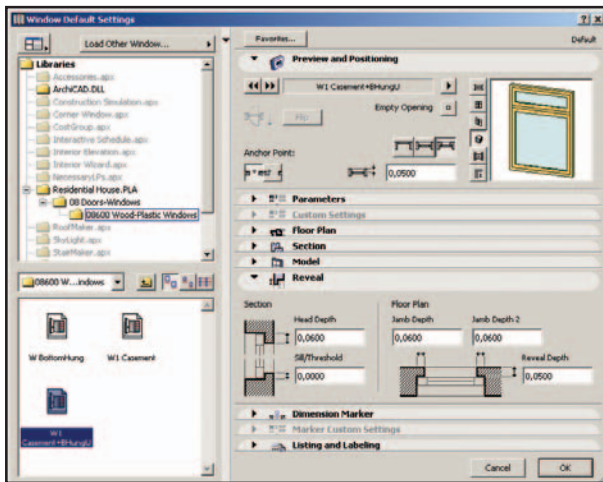 Window Default Settings
Load Other Window...
Libraries
Accessories.apx
ArchiCAD.DLL
Construction Simulation.apx
Corner Window.apx
CostGroup.apx
Interactive Schedule.apx
Interior Elevation.apx
Interior Wizard.apx
NecessaryLPs.apx
Residential House.PLA
08 Doors-Windows
08600 Wood-Plastic Windows
RoofMaker.apx
SkyLight.apx
StairMaker.apx
08600 W...indows
W BottomHung
W1 Casement
W1
Casement+BHungU
Favorites...
Default
Preview and Positioning
W1 Casement+BHungU
Empty Opening
Flip
Anchor Point:
0,0500
Parameters
Custom Settings
Floor Plan
Section
Model
Reveal
Section
Head Depth
0,0600
Sill/Threshold
0,0000
Floor Plan
Jamb Depth
Jamb Depth 2
0,0600
0,0600
Reveal Depth
0,0500
Dimension Marker
Marker Custom Settings
Listing and Labeling
Cancel
OK